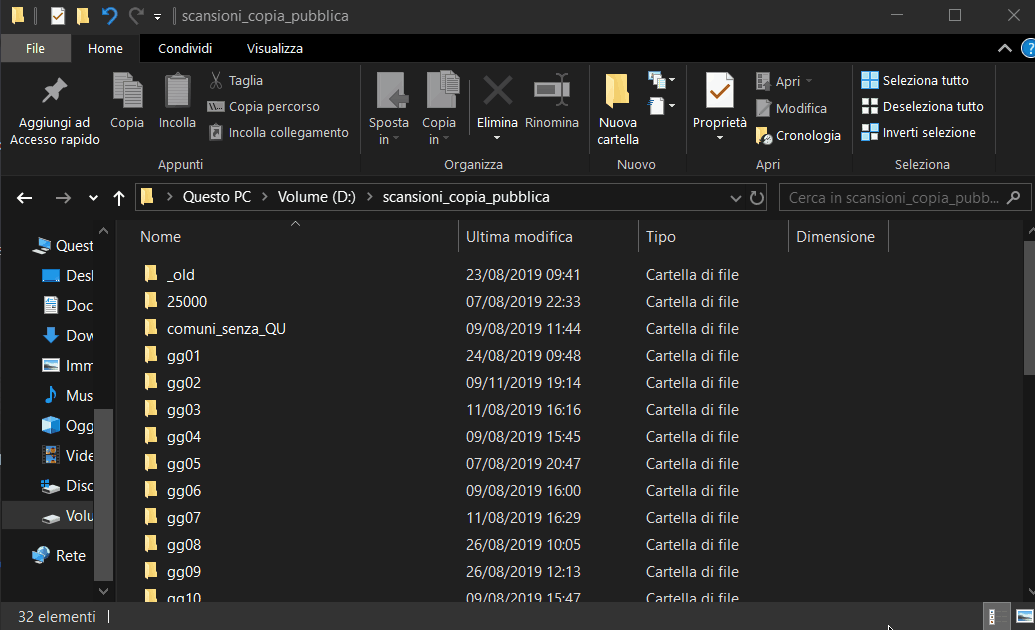 scansioni_copia_pubblica
File Home Condividi Visualizza
Aggiungi ad Accesso rapido
Copia
Incolla
Taglia
Copia percorso
Incolla collegamento
Appunti
Sposta in
Copia in
Elimina
Rinomina
Organizza
Nuova cartella
Nuovo
Proprietà
Apri
Modifica
Cronologia
Apri
Seleziona tutto
Deseleziona tutto
Inverti selezione
Seleziona
Questo PC > Volume (D:) > scansioni_copia_pubblica
Cerca in scansioni_copia_pubb...
Quest
Desl
Doc
Dow
Imm
Mus
Ogg
Vide
Disc
Volu
Rete
Nome Ultima modifica Tipo Dimensione
_old 23/08/2019 09:41 Cartella di file
25000 07/08/2019 22:33 Cartella di file
comuni_senza_QU 09/08/2019 11:44 Cartella di file
gg01 24/08/2019 09:48 Cartella di file
gg02 09/11/2019 19:14 Cartella di file
gg03 11/08/2019 16:16 Cartella di file
gg04 09/08/2019 15:45 Cartella di file
gg05 07/08/2019 20:47 Cartella di file
gg06 09/08/2019 16:00 Cartella di file
gg07 11/08/2019 16:29 Cartella di file
gg08 26/08/2019 10:05 Cartella di file
gg09 26/08/2019 12:13 Cartella di file
gg10 09/08/2019 15:47 Cartella di file
32 elementi